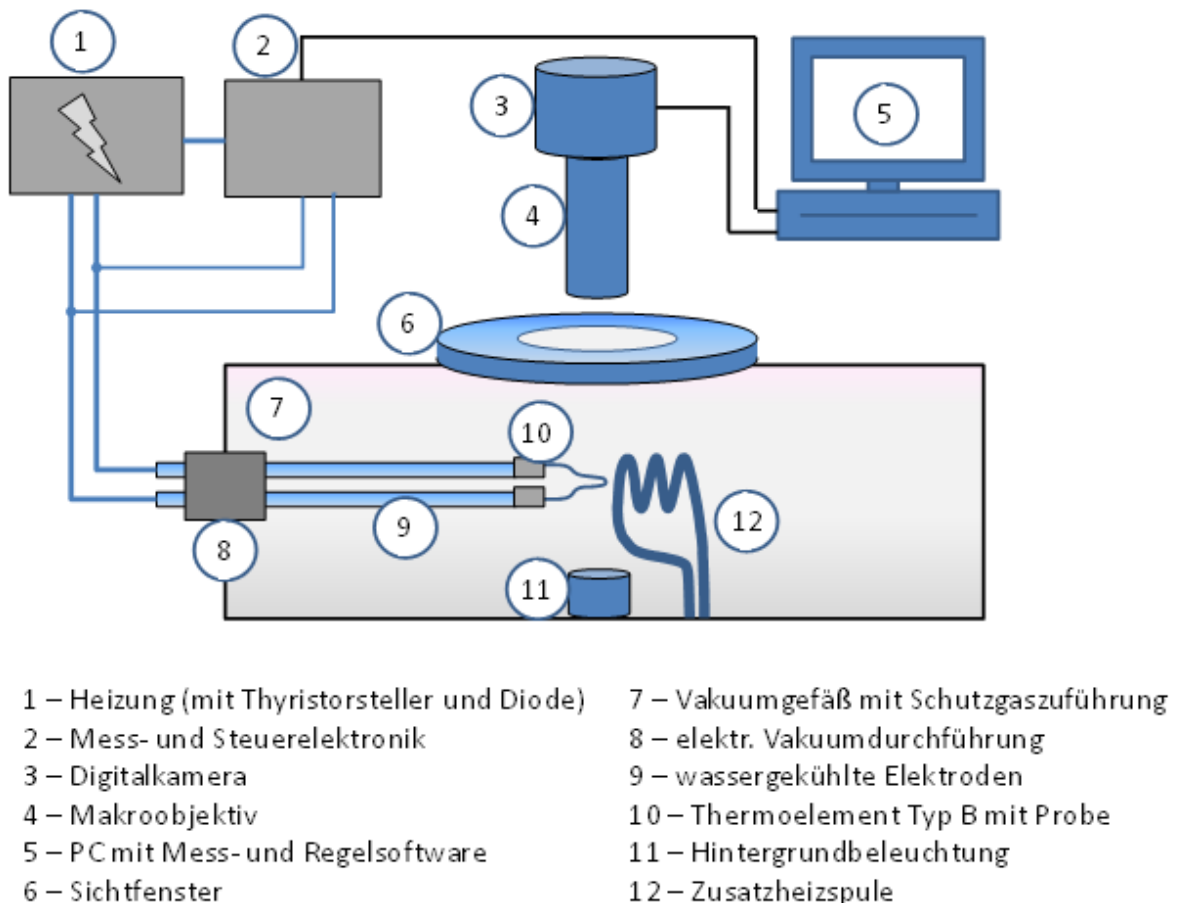 1
2
3
4
5
6
7
8
9
10
11
12
1 – Heizung (mit Thyristorsteller und Diode)
2 – Mess- und Steuerelektronik
3 – Digitalkamera
4 – Makroobjektiv
5 – PC mit Mess- und Regelsoftware
6 – Sichtfenster
7 – Vakuumgefäß mit Schutzgaszuführung
8 – elektr. Vakuumdurchführung
9 – wassergekühlte Elektroden
10 – Thermoelement Typ B mit Probe
11 – Hintergrundbeleuchtung
12 – Zusatzheizspule